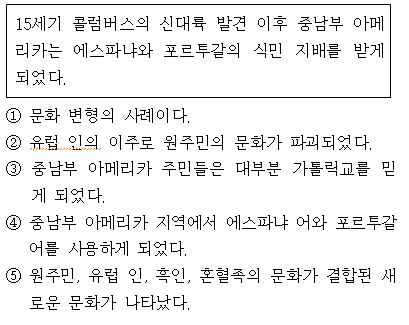 15세기 콜럼버스의 신대륙 발견 이후 중남부 아메
리카는 에스파냐와 포르투갈의 식민 지배를 받게
되었다.
① 문화 변형의 사례이다.
② 유럽 인의 이주로 원주민의 문화가 파괴되었다.
③ 중남부 아메리카 주민들은 대부분 가톨릭교를 믿
게 되었다.
④ 중남부 아메리카 지역에서 에스파냐 어와 포르투갈
어를 사용하게 되었다.
⑤ 원주민, 유럽 인, 흑인, 혼혈족의 문화가 결합된 새
로운 문화가 나타났다.